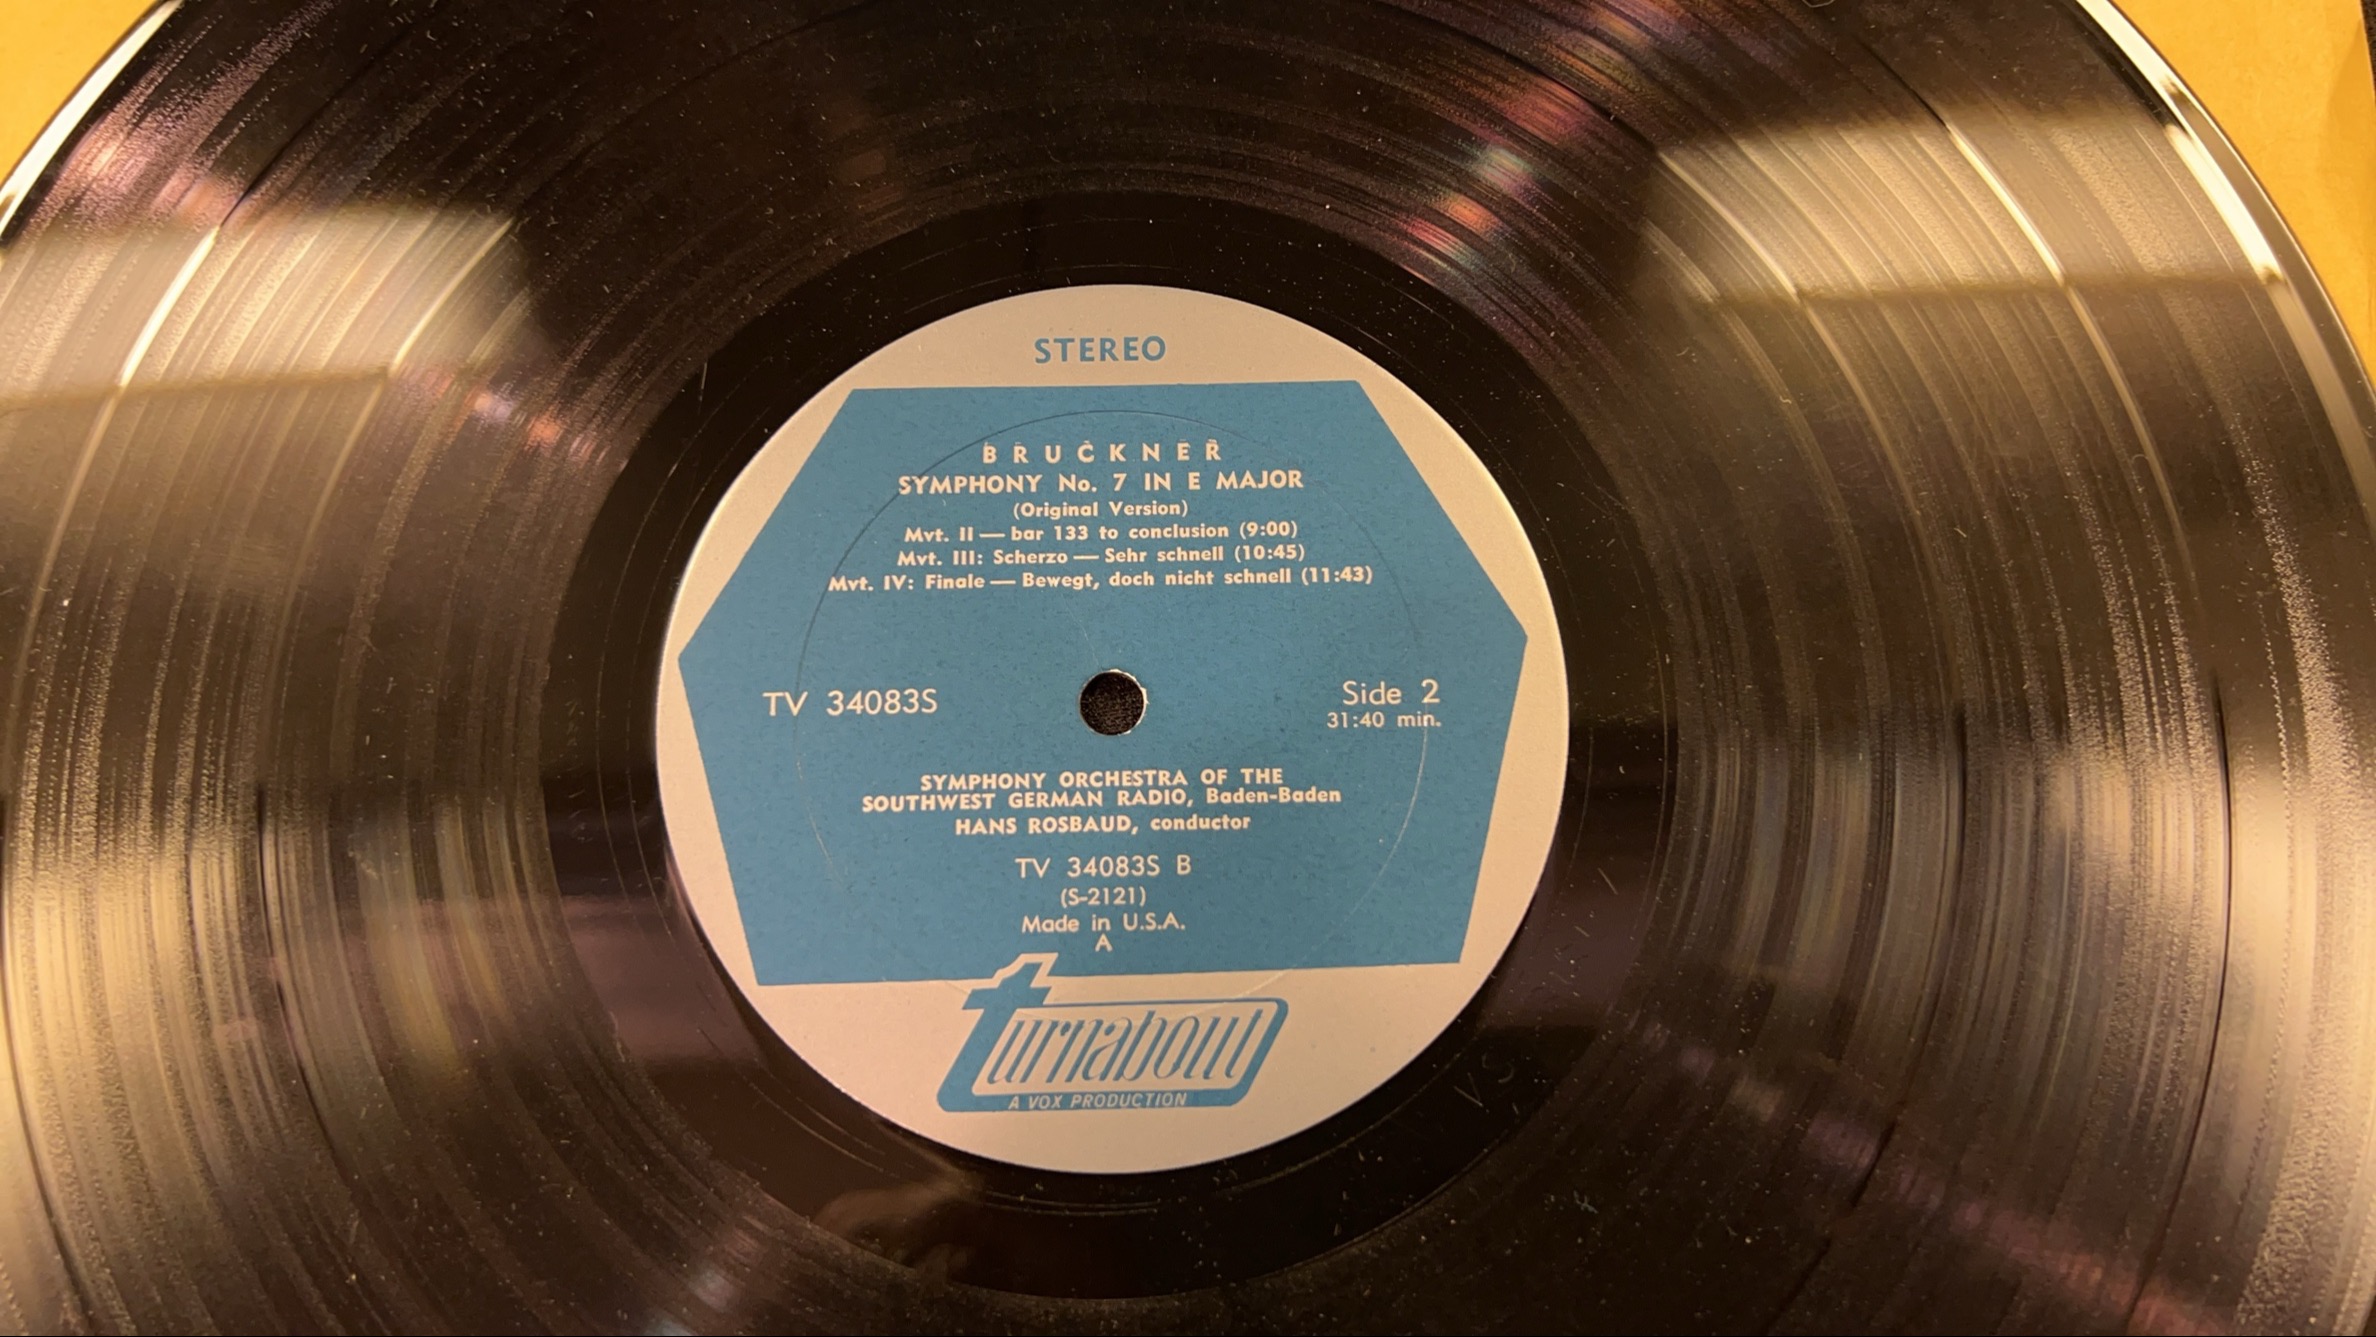 STEREO
BRUCKNER
SYMPHONY No. 7 IN E MAJOR
(Original Version)
Mvt. II — bar 133 to conclusion (9:00)
Mvt. III: Scherzo — Sehr schnell (10:45)
Mvt. IV: Finale — Bewegt, doch nicht schnell (11:43)
TV 34083S
Side 2
31:40 min.
SYMPHONY ORCHESTRA OF THE
SOUTHWEST GERMAN RADIO, Baden-Baden
HANS ROSBAUD, conductor
TV 34083S B
(S-2121)
Made in U.S.A.
A
turnabout
A VOX PRODUCTION